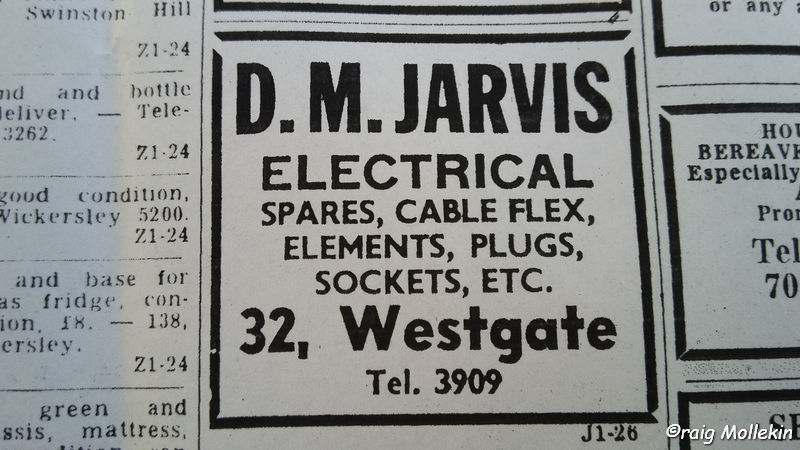 Swinston Hill
Z1-24
and bottle
deliver. — Tele-
3262.
Z1-24
good condition,
Wickersley 5200.
Z1-24
and base for
gas fridge, con-
£8. — 138,
Z1-24
green and
mattress,
D. M. JARVIS
ELECTRICAL
SPARES, CABLE FLEX,
ELEMENTS, PLUGS,
SOCKETS, ETC.
32, Westgate
Tel. 3909
J1-26
or any
Especially
Tel
70
©raig Mollekin